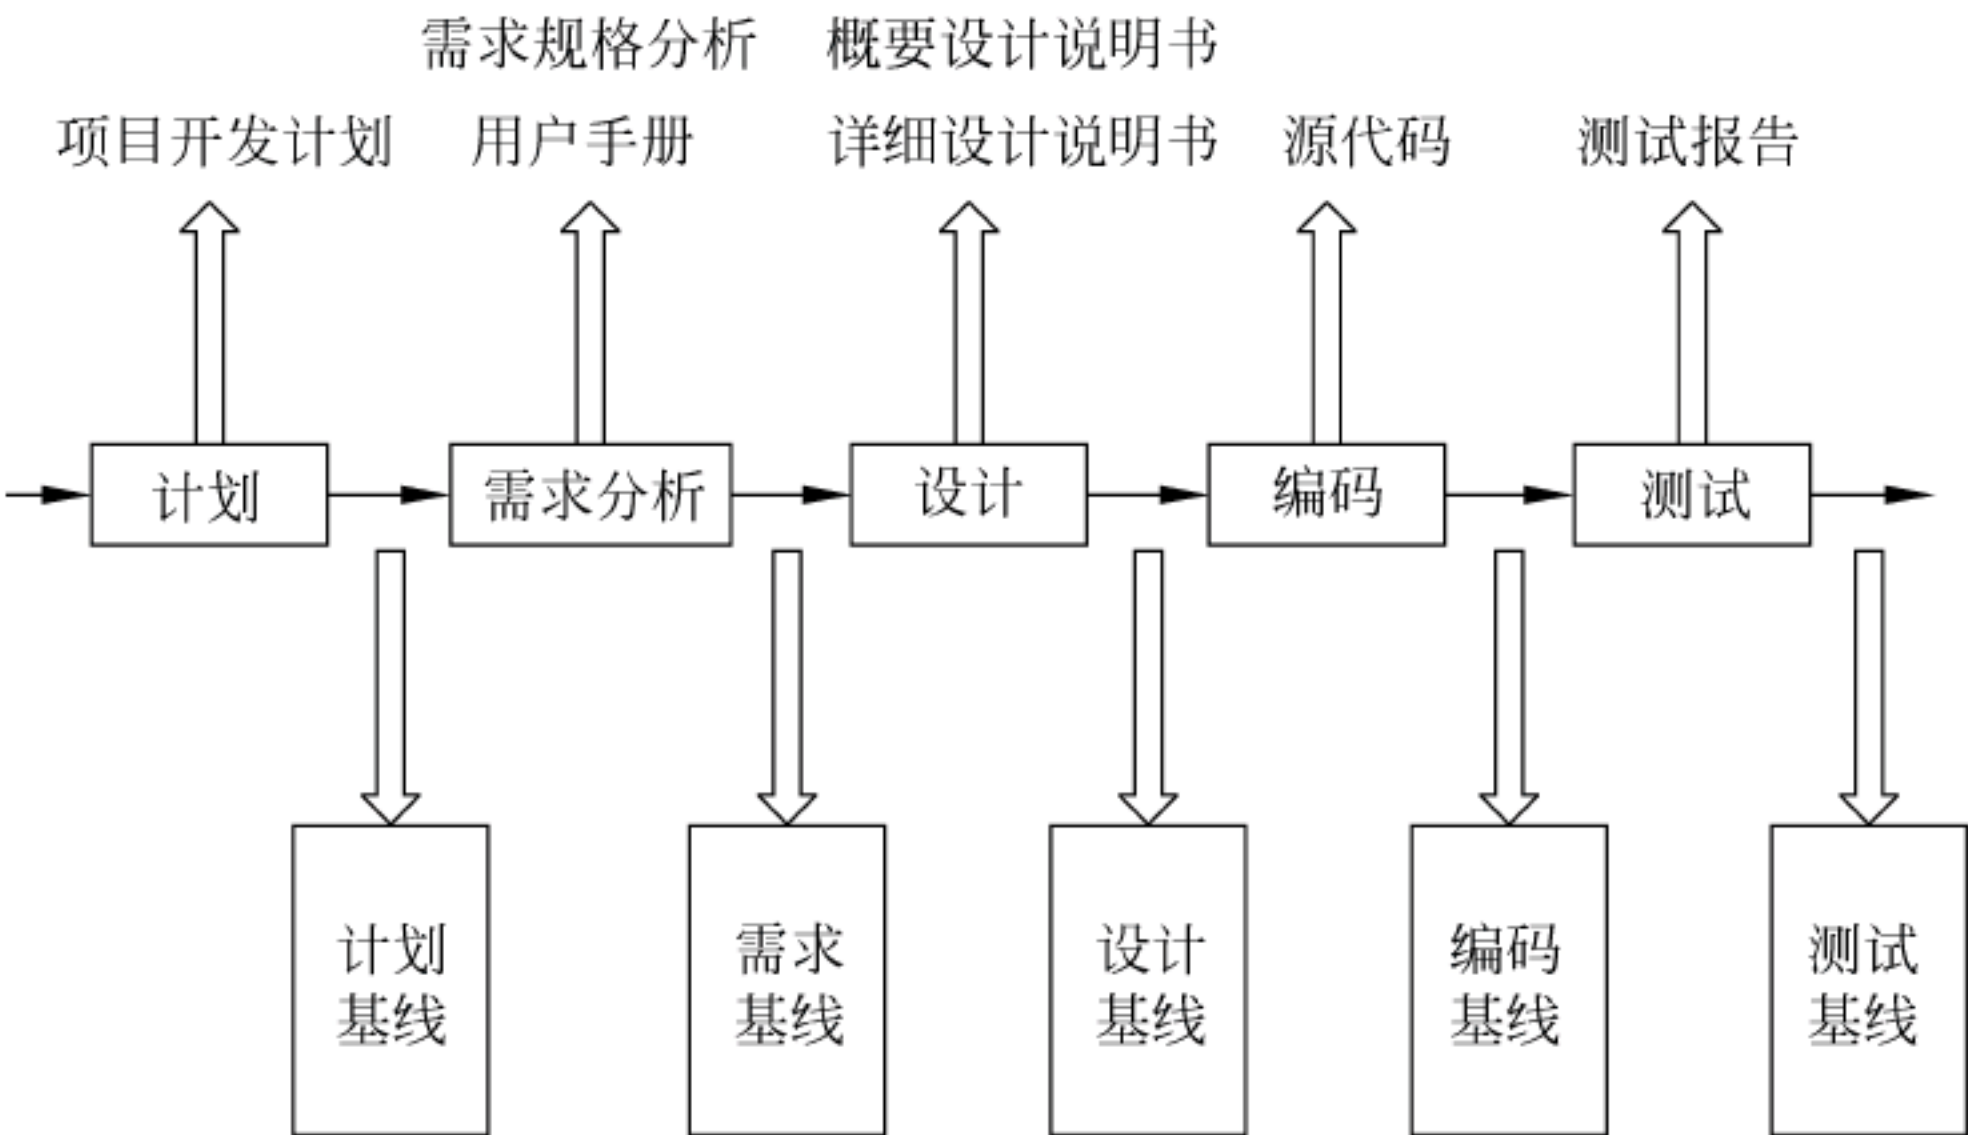 需求规格分析 概要设计说明书
项目开发计划 用户手册 详细设计说明书 源代码 测试报告
计划 需求分析 设计 编码 测试
计划 需求 设计 编码 测试
基线 基线 基线 基线 基线